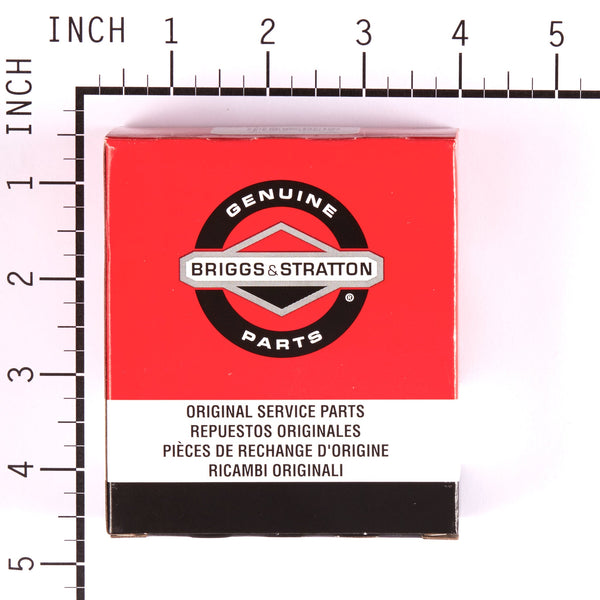 INCH 1 2 3 4 5
INCH
1
2
3
4
5
GENUINE
BRIGGS & STRATTON
®
PARTS
ORIGINAL SERVICE PARTS
REPUESTOS ORIGINALES
PIÈCES DE RECHANGE D'ORIGINE
RICAMBI ORIGINALI